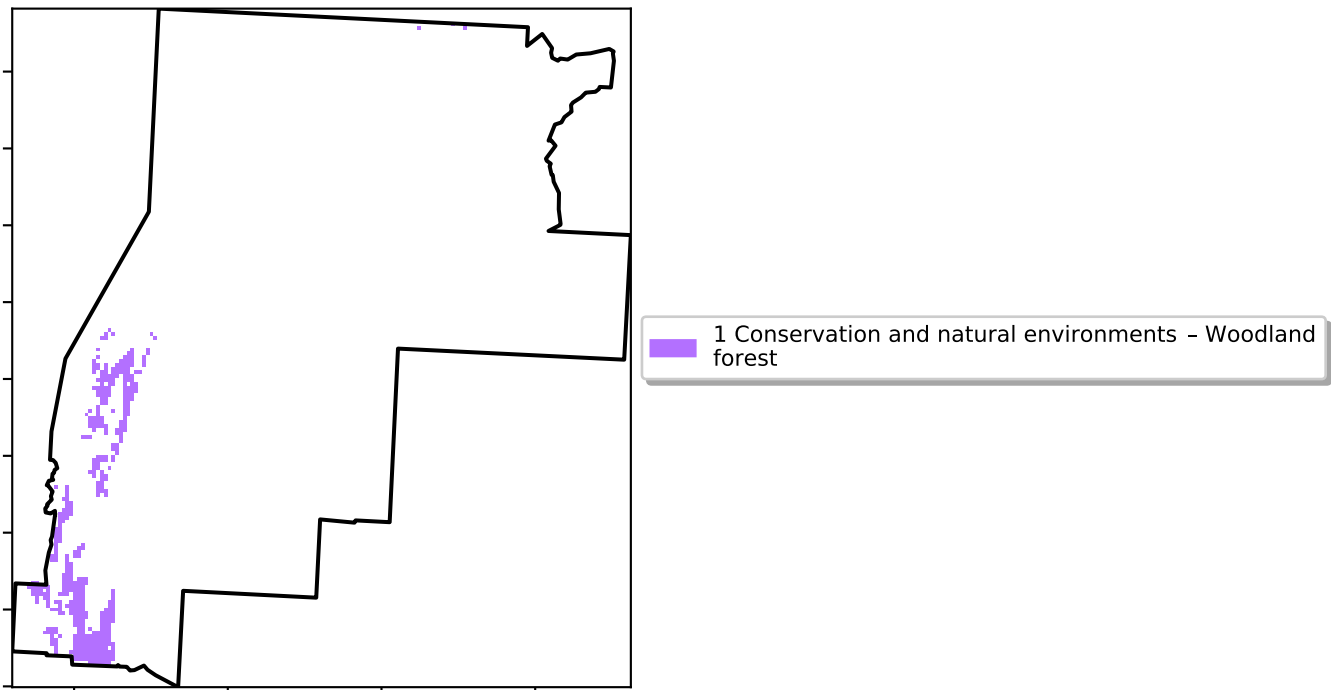 1 Conservation and natural environments – Woodland
forest